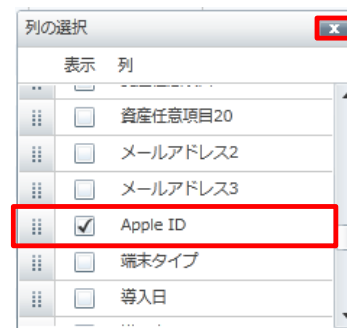 列の選択
表示 列
資産任意項目20
メールアドレス2
メールアドレス3
Apple ID
端末タイプ
導入日